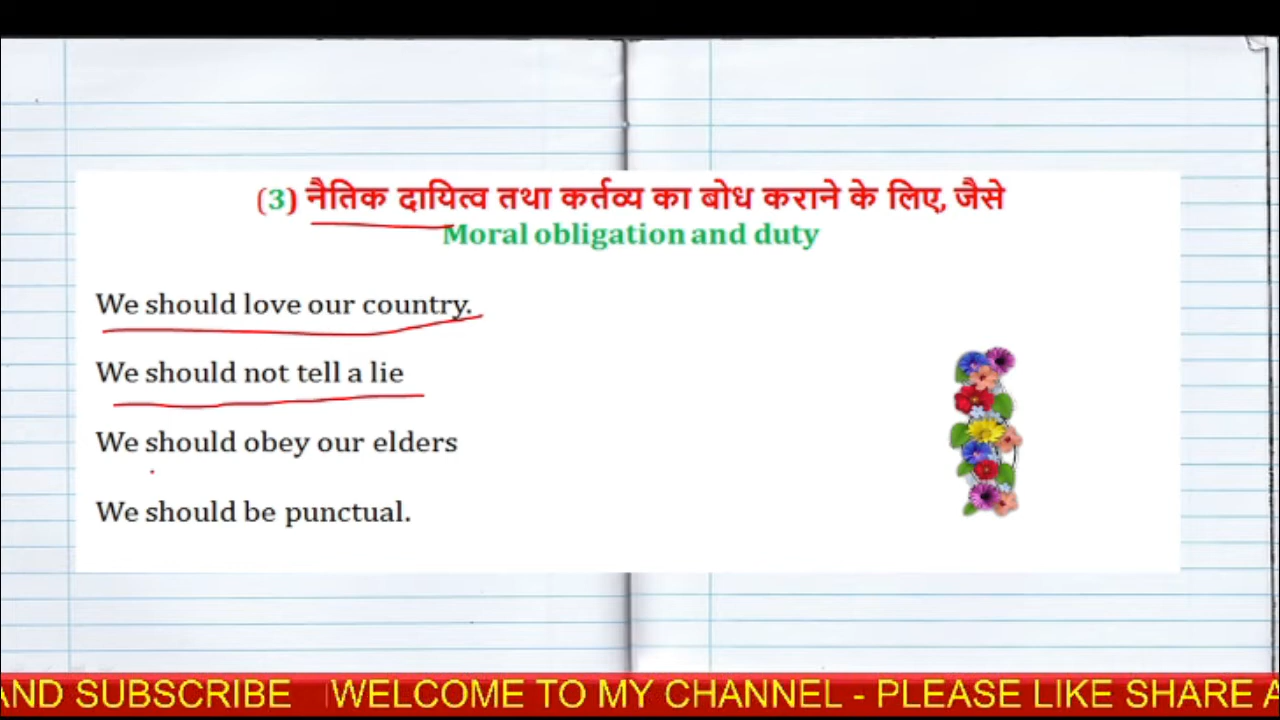 (3) नैतिक दायित्व तथा कर्तव्य का बोध कराने के लिए, जैसे
Moral obligation and duty
We should love our country.
We should not tell a lie
We should obey our elders
We should be punctual.
AND SUBSCRIBE WELCOME TO MY CHANNEL - PLEASE LIKE SHARE A